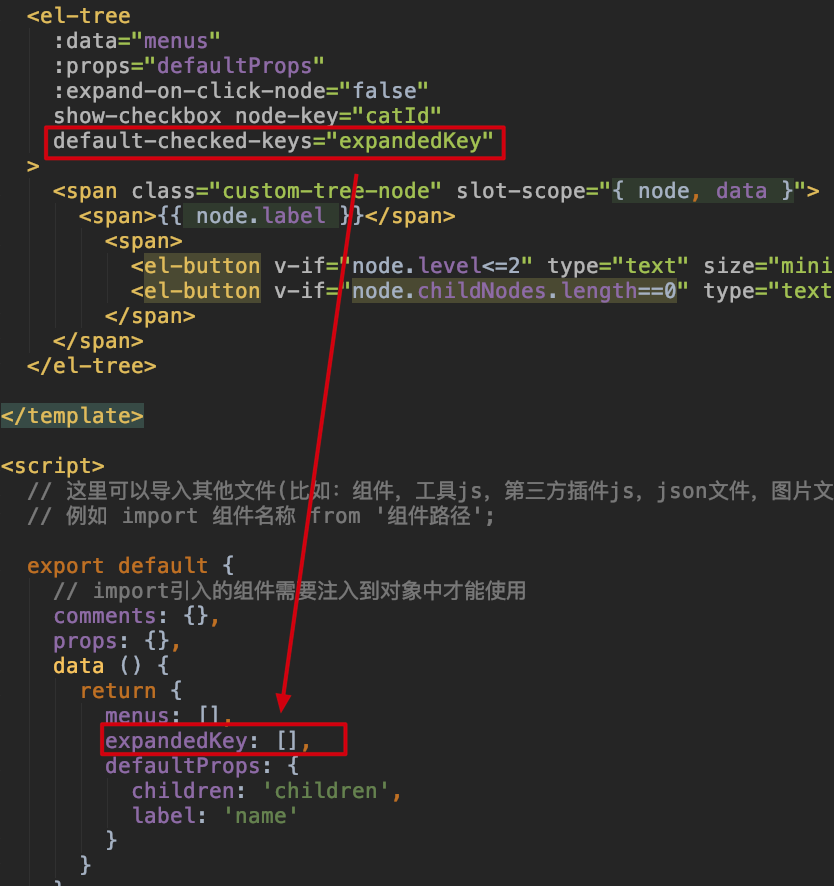 <el-tree
:data="menus"
:props="defaultProps"
:expand-on-click-node="false"
show-checkbox node-key="catId"
default-checked-keys="expandedKey"
>
<span class="custom-tree-node" slot-scope="{ node, data }">
<span>{{ node.label }}</span>
<span>
<el-button v-if="node.level<=2" type="text" size="mini
<el-button v-if="node.childNodes.length==0" type="text
</span>
</span>
</el-tree>
</template>
<script>
// 这里可以导入其他文件(比如: 组件, 工具js, 第三方插件js, json文件, 图片文
// 例如 import 组件名称 from '组件路径';
export default {
// import引入的组件需要注入到对象中才能使用
comments: {},
props: {},
data () {
return {
menus: [],
expandedKey: [],
defaultProps: {
children: 'children',
label: 'name'
}
}